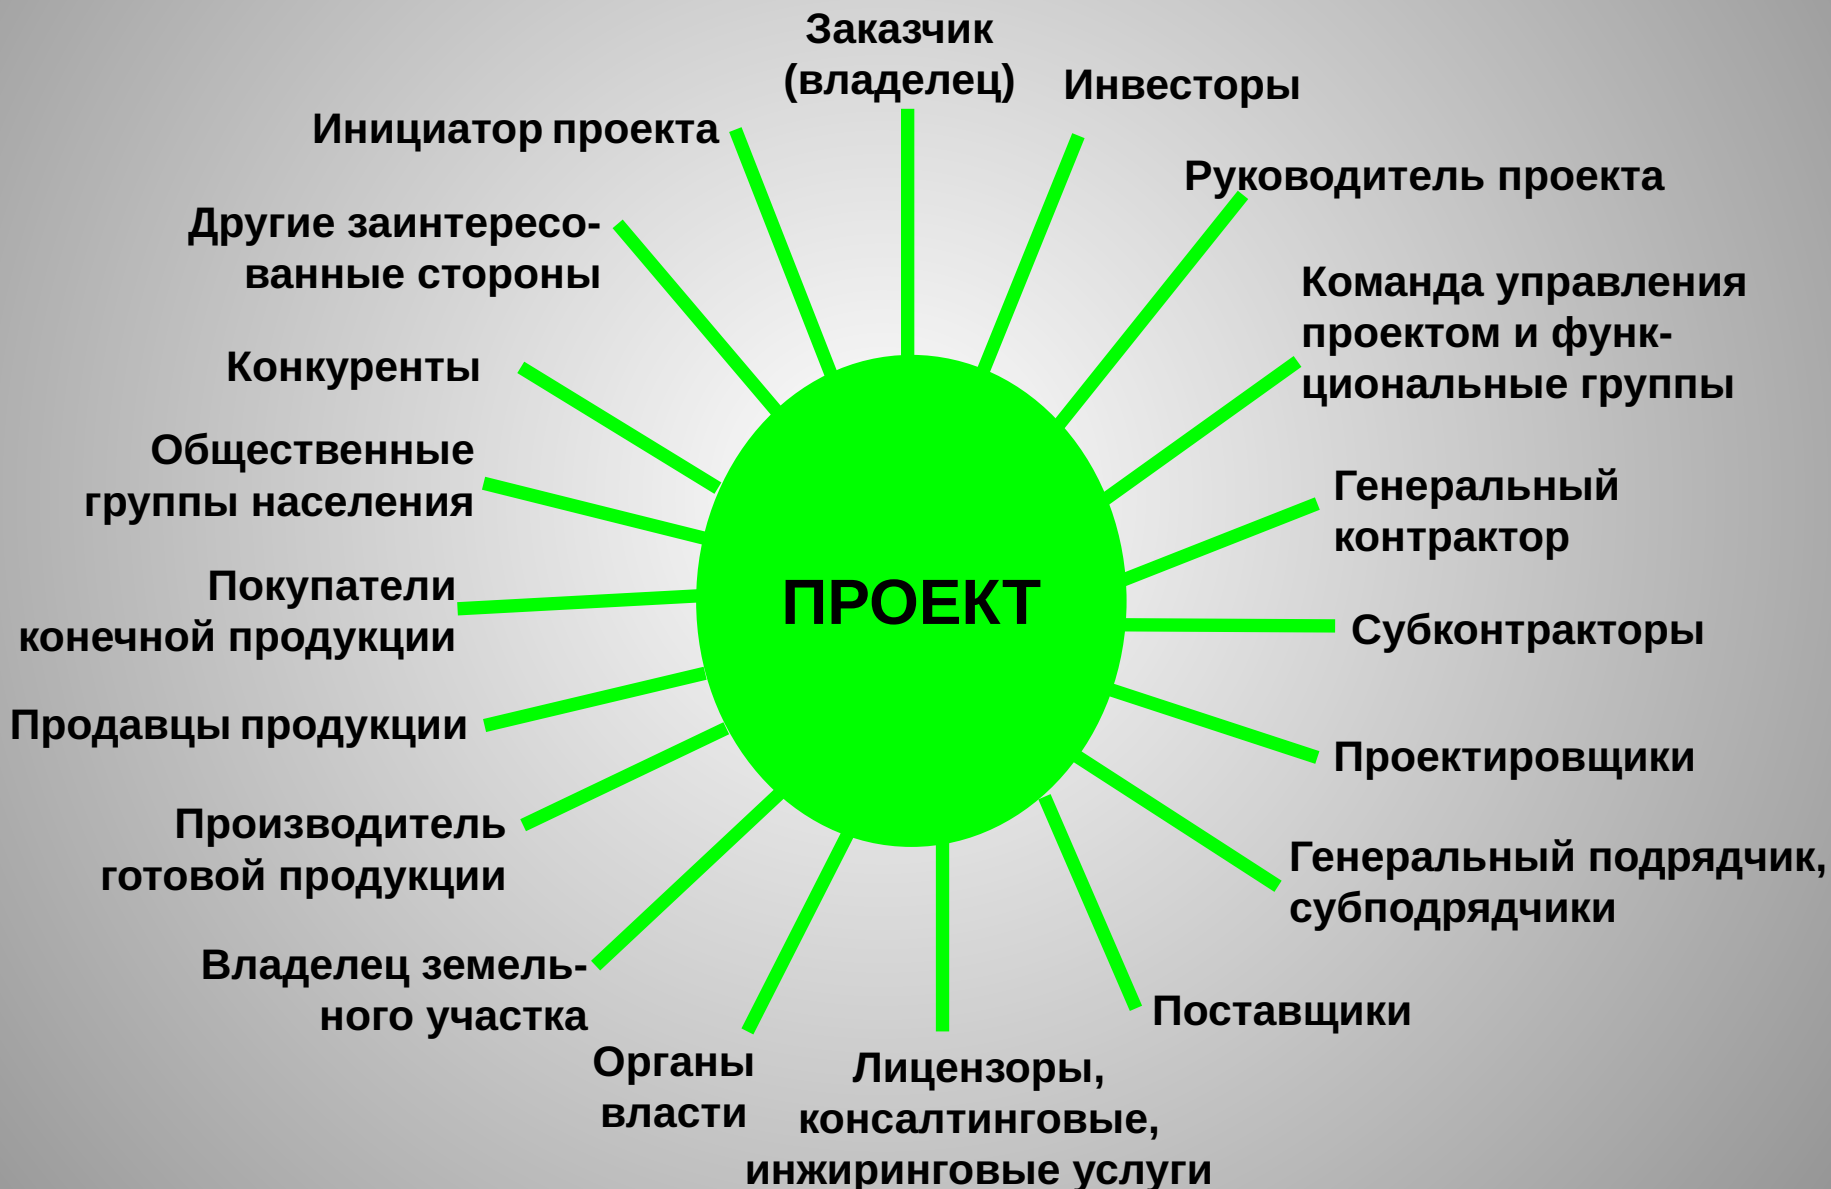 Заказчик
(владелец)
Инвесторы
Инициатор проекта
Руководитель проекта
Другие заинтересо-
ванные стороны
Команда управления
проектом и функ-
циональные группы
Конкуренты
Общественные
группы населения
Генеральный
контрактор
Покупатели
конечной продукции
ПРОЕКТ
Субконтракторы
Продавцы продукции
Проектировщики
Производитель
готовой продукции
Генеральный подрядчик,
субподрядчики
Владелец земель-
ного участка
Поставщики
Органы
власти
Лицензоры,
консалтинговые,
инжиринговые услуги